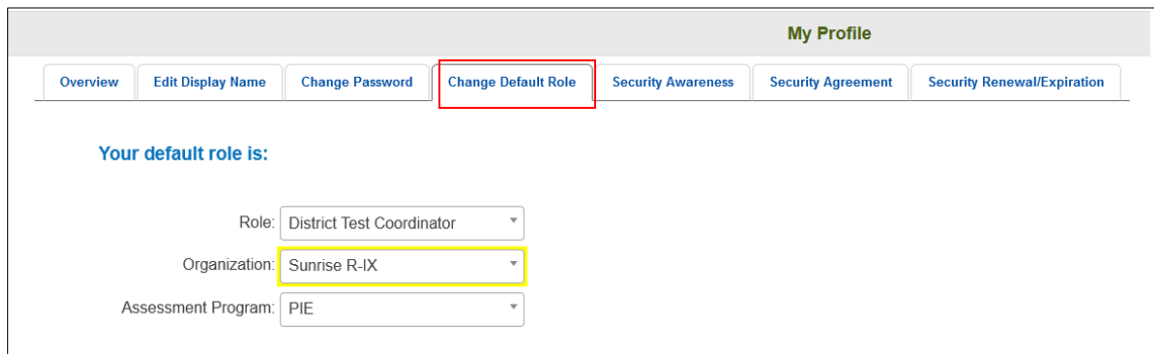 My Profile
Overview Edit Display Name Change Password Change Default Role Security Awareness Security Agreement Security Renewal/Expiration
Your default role is:
Role: District Test Coordinator
Organization: Sunrise R-IX
Assessment Program: PIE